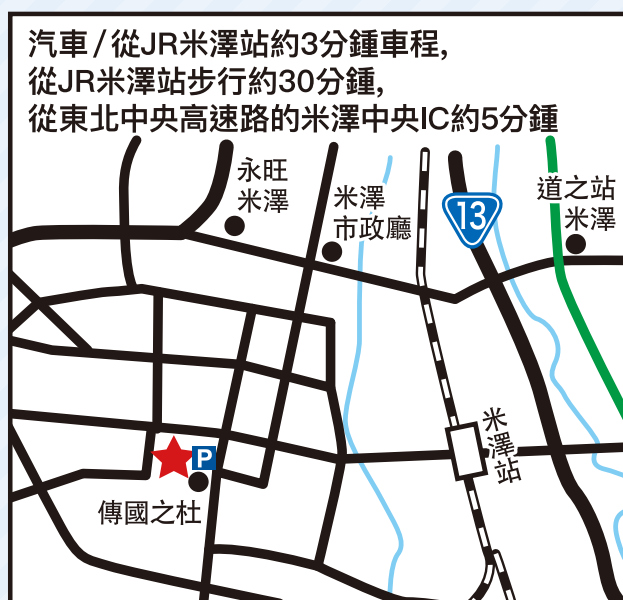 汽車/從JR米澤站約3分鍾車程,
從JR米澤站步行約30分鍾,
從東北中央高速路的米澤中央IC約5分鍾
永旺
米澤
米澤
市政廳
13
道之站
米澤
米澤站
P
傳國之杜